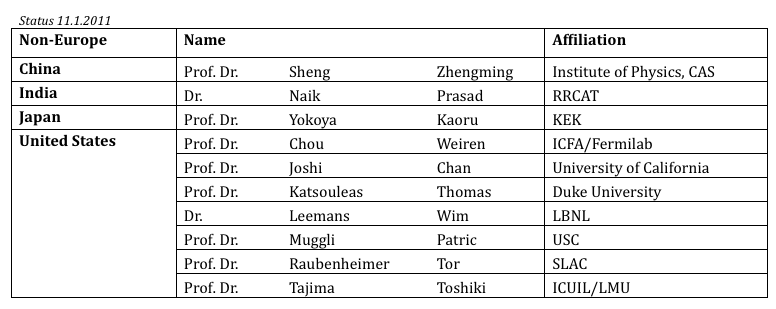 Status 11.1.2011
Non-Europe Name Affiliation
China Prof. Dr. Sheng Zhengming Institute of Physics, CAS
India Dr. Naik Prasad RRCAT
Japan Prof. Dr. Yokoya Kaoru KEK
United States Prof. Dr. Chou Weiren ICFA/Fermilab
Prof. Dr. Joshi Chan University of California
Prof. Dr. Katsouleas Thomas Duke University
Dr. Leemans Wim LBNL
Prof. Dr. Muggli Patric USC
Prof. Dr. Raubenheimer Tor SLAC
Prof. Dr. Tajima Toshiki ICUIL/LMU